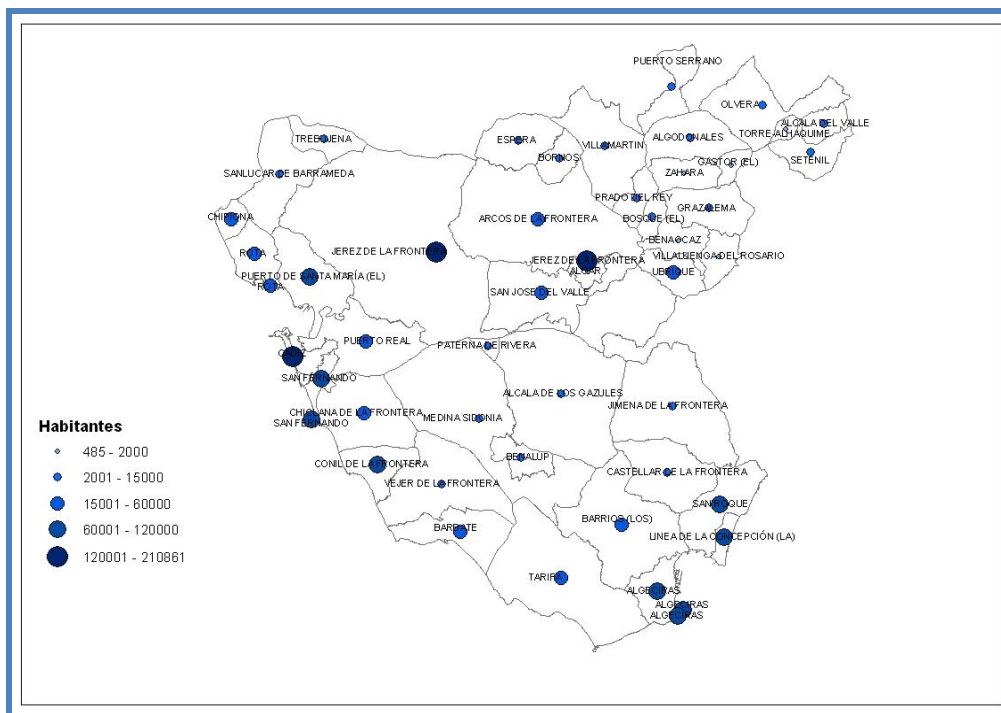 PUERTO SERRANO
OLVERA
ALCALA DEL VALLE
TORRE-ALHAQUIME
SETENIL
TREBUJENA
ESPERA
BORNOS
VILLAMARTIN
ALGODONALES
GASTOR (EL)
ZAHARA
SANLUCAR DE BARRAMEDA
PRADO DEL REY
GRAZALEMA
CHIPIONA
ARCOS DE LA FRONTERA
BOSQUE (EL)
BENAOCAZ
ROTA
JEREZ DE LA FRONTERA
JEREZ DE LA FRONTERA
ALGAR
VILLALUENGA DEL ROSARIO
UBRIQUE
PUERTO DE SANTA MARÍA (EL)
ROTA
SAN JOSE DEL VALLE
PUERTO REAL
PATERNA DE RIVERA
CADIZ
SAN FERNANDO
ALCALA DE LOS GAZULES
JIMENA DE LA FRONTERA
CHICLANA DE LA FRONTERA
SAN FERNANDO
MEDINA SIDONIA
CONIL DE LA FRONTERA
BENALUP
CASTELLAR DE LA FRONTERA
VEJER DE LA FRONTERA
SAN ROQUE
BARBATE
BARRIOS (LOS)
LINEA DE LA CONCEPCIÓN (LA)
TARIFA
ALGECIRAS
ALGECIRAS
ALGECIRAS
Habitantes
485 - 2000
2001 - 15000
15001 - 60000
60001 - 120000
120001 - 210861